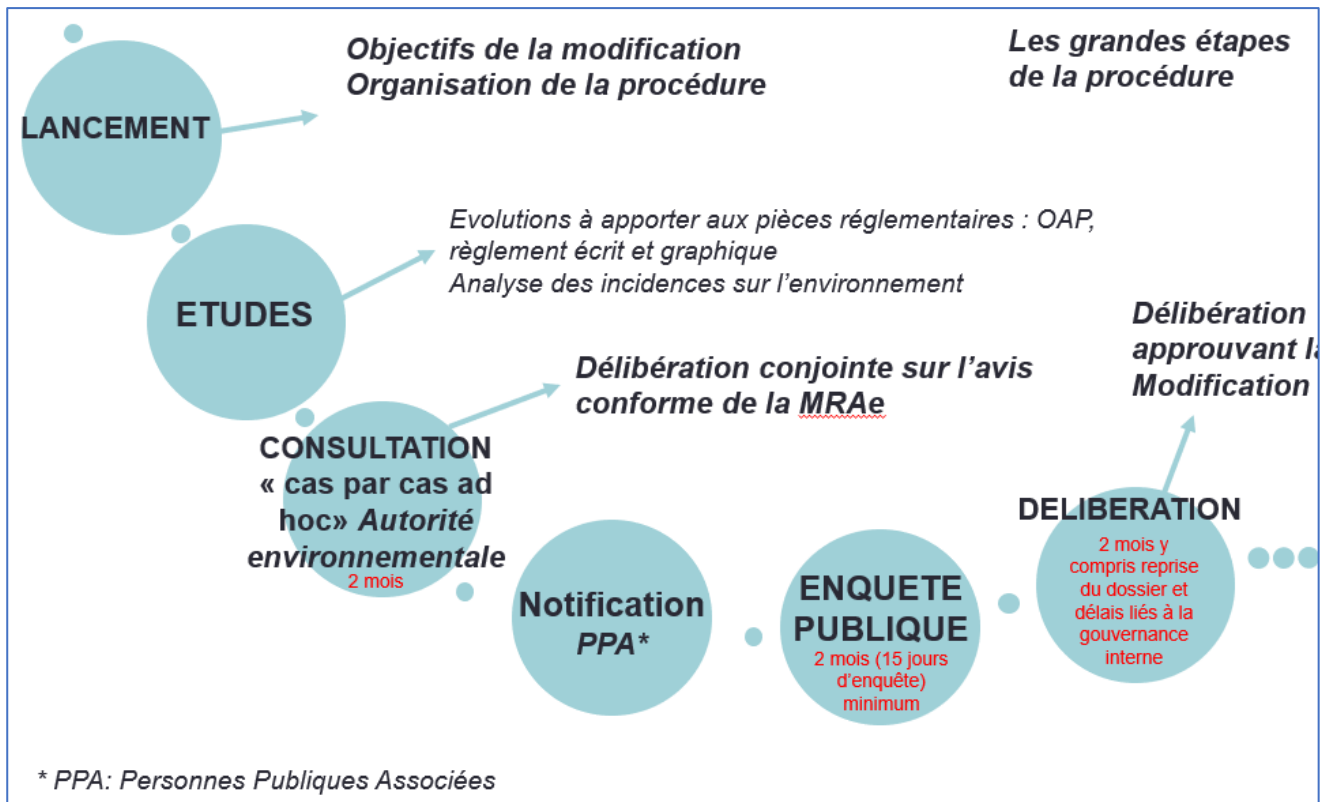 Objectifs de la modification
Organisation de la procédure
Les grandes étapes
de la procédure
LANCEMENT
Evolutions à apporter aux pièces réglementaires : OAP,
règlement écrit et graphique
Analyse des incidences sur l'environnement
ETUDES
Délibération
approuvant la
Modification
Délibération conjointe sur l'avis
conforme de la MRAe
CONSULTATION
« cas par cas ad
hoc» Autorité
environnementale
2 mois
Notification
PPA*
ENQUETE
PUBLIQUE
2 mois (15 jours
d'enquête)
minimum
DELIBERATION
2 mois y
compris reprise
du dossier et
délais liés à la
gouvernance
interne
* PPA: Personnes Publiques Associées